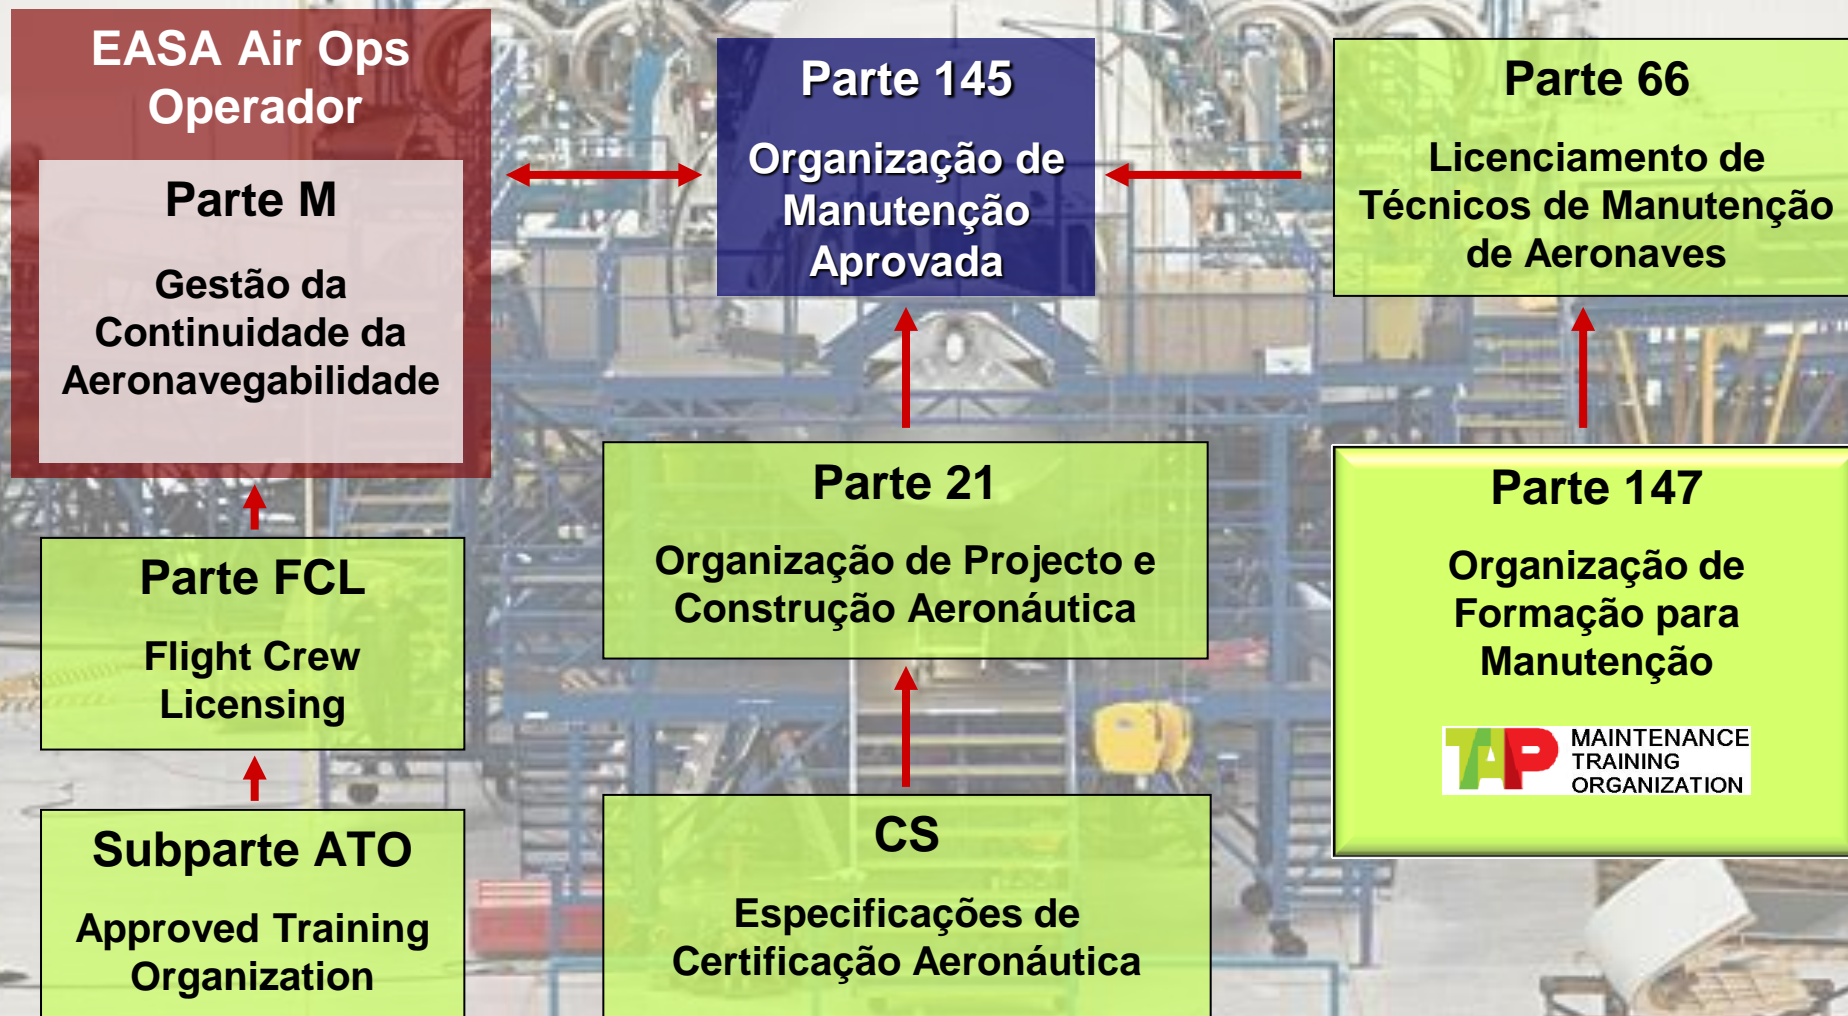 EASA Air Ops
Operador
Parte M
Gestão da
Continuidade da
Aeronavegabilidade
Parte FCL
Flight Crew
Licensing
Subparte ATO
Approved Training
Organization
Parte 145
Organização de
Manutenção
Aprovada
Parte 21
Organização de Projecto e
Construção Aeronáutica
CS
Especificações de
Certificação Aeronáutica
Parte 66
Licenciamento de
Técnicos de Manutenção
de Aeronaves
Parte 147
Organização de
Formação para
Manutenção
TAP
MAINTENANCE
TRAINING
ORGANIZATION